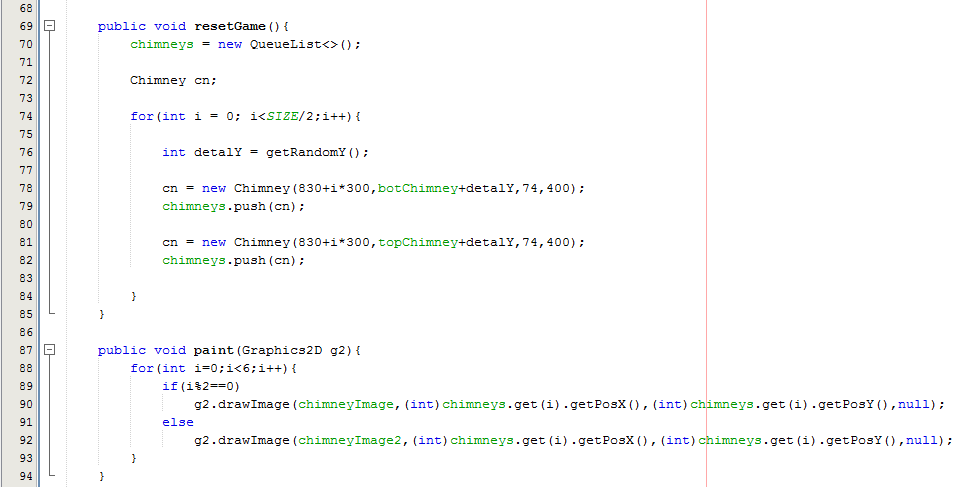 68
69 public void resetGame(){
70 chimneys = new QueueList<>();
71
72 Chimney cn;
73
74 for(int i = 0; i<SIZE/2;i++){
75
76 int detalY = getRandomY();
77
78 cn = new Chimney(830+i*300,botChimney+detalY,74,400);
79 chimneys.push(cn);
80
81 cn = new Chimney(830+i*300,topChimney+detalY,74,400);
82 chimneys.push(cn);
83
84 }
85 }
86
87 public void paint(Graphics2D g2){
88 for(int i=0;i<6;i++){
89 if(i%2==0)
90 g2.drawImage(chimneyImage,(int)chimneys.get(i).getPosX(),(int)chimneys.get(i).getPosY(),null);
91 else
92 g2.drawImage(chimneyImage2,(int)chimneys.get(i).getPosX(),(int)chimneys.get(i).getPosY(),null);
93 }
94 }